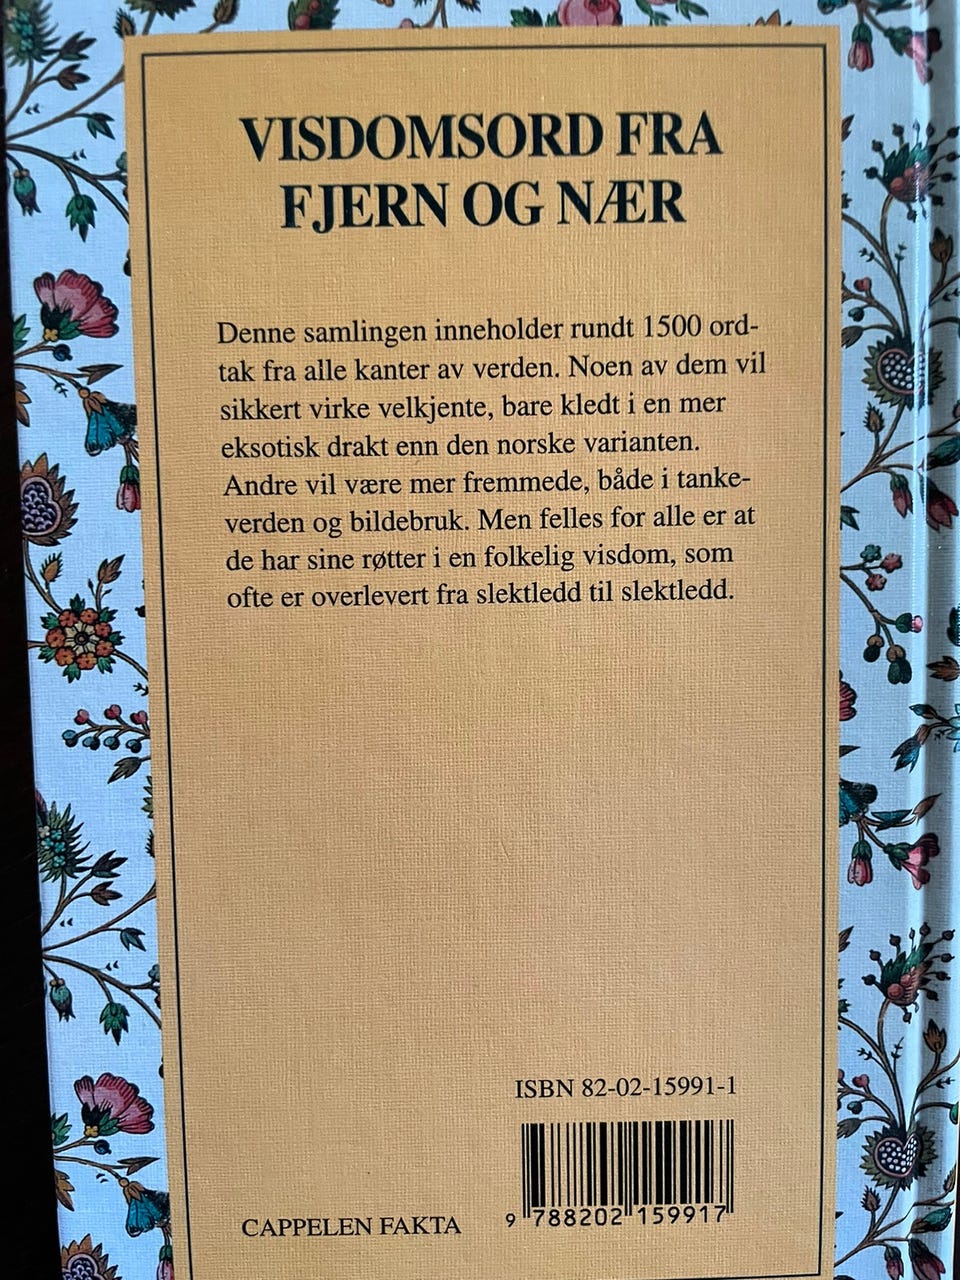 VISDOMSORD FRA
FJERN OG NÆR
Denne samlingen inneholder rundt 1500 ord-
tak fra alle kanter av verden. Noen av dem vil
sikkert virke velkjente, bare kledt i en mer
eksotisk drakt enn den norske varianten.
Andre vil være mer fremmede, både i tanke-
verden og bildebruk. Men felles for alle er at
de har sine røtter i en folkelig visdom, som
ofte er overlevert fra slektledd til slektledd.
ISBN 82-02-15991-1
9 788202 159917
CAPPELEN FAKTA